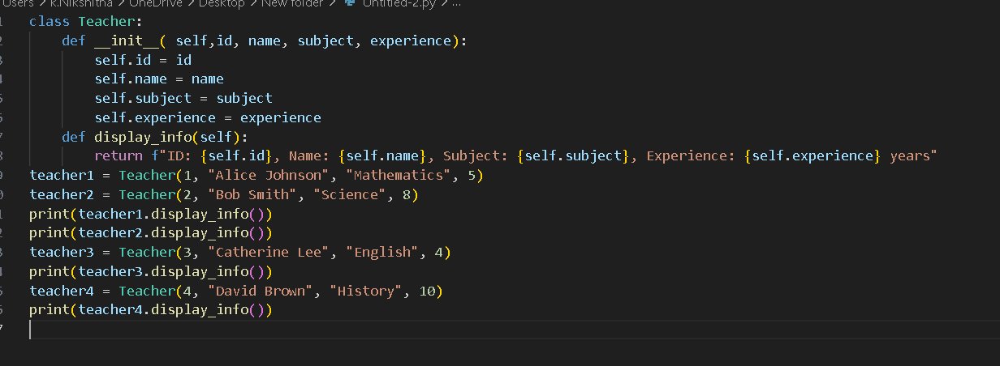 Users > k.Nikshitha > OneDrive > Desktop > New folder > Untitled-2.py > ...
class Teacher:
    def __init__( self,id, name, subject, experience):
        self.id = id
        self.name = name
        self.subject = subject
        self.experience = experience
    def display_info(self):
        return f"ID: {self.id}, Name: {self.name}, Subject: {self.subject}, Experience: {self.experience} years"
teacher1 = Teacher(1, "Alice Johnson", "Mathematics", 5)
teacher2 = Teacher(2, "Bob Smith", "Science", 8)
print(teacher1.display_info())
print(teacher2.display_info())
teacher3 = Teacher(3, "Catherine Lee", "English", 4)
print(teacher3.display_info())
teacher4 = Teacher(4, "David Brown", "History", 10)
print(teacher4.display_info())